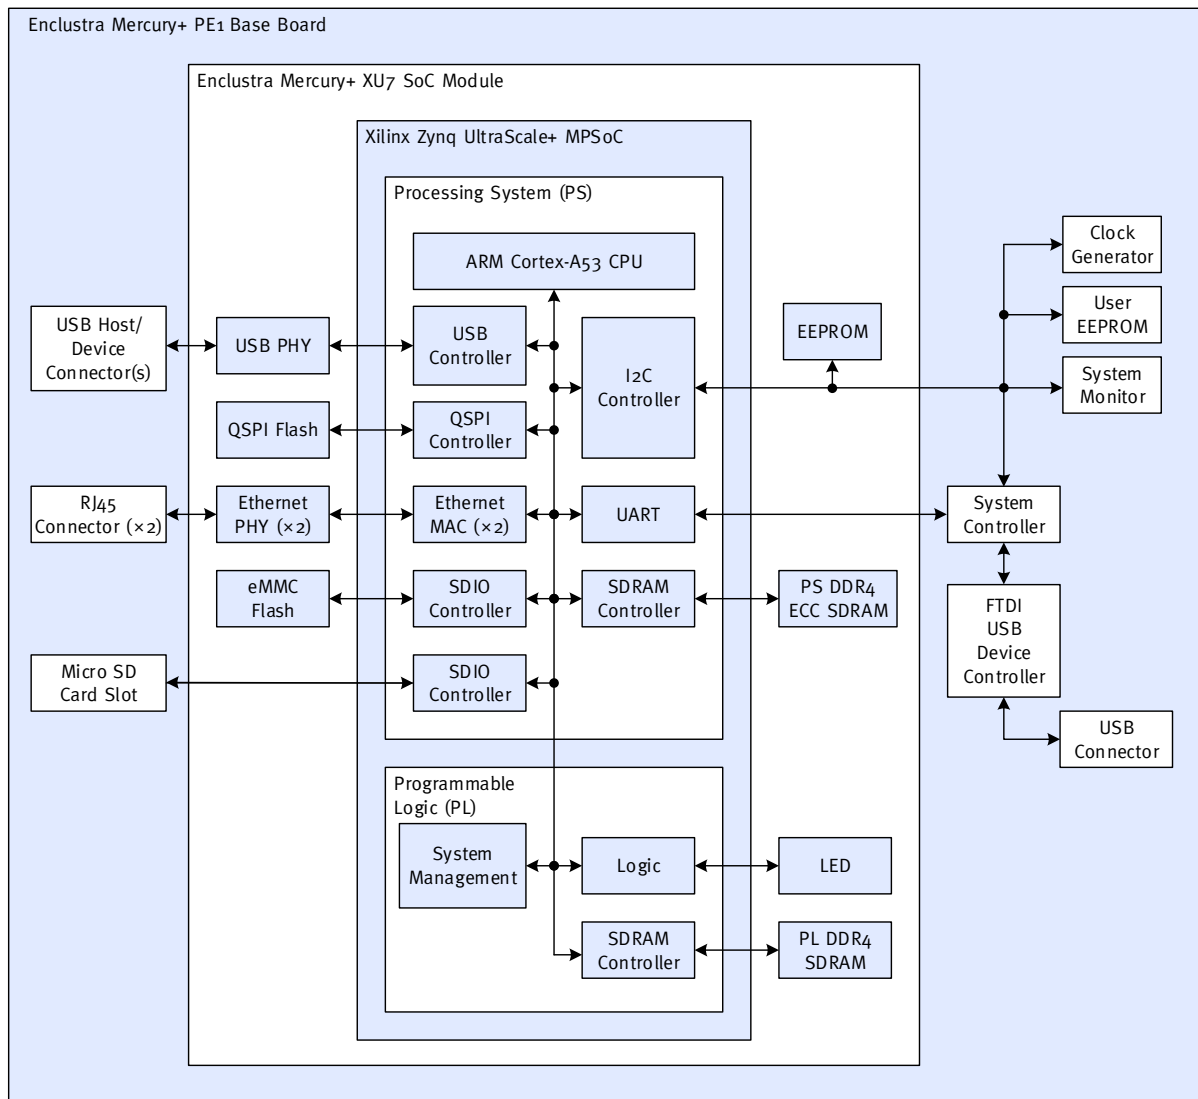 Enclustra Mercury+ PE1 Base Board
Enclustra Mercury+ XU7 SoC Module
Xilinx Zynq UltraScale+ MPSoC
Processing System (PS)
ARM Cortex-A53 CPU
Clock
Generator
User
EEPROM
System
Monitor
USB Host/
Device
Connector(s)
USB PHY
USB
Controller
I2C
Controller
EEPROM
QSPI Flash
QSPI
Controller
RJ45
Connector (×2)
Ethernet
PHY (×2)
Ethernet
MAC (×2)
UART
System
Controller
eMMC
Flash
SDIO
Controller
SDRAM
Controller
PS DDR4
ECC SDRAM
FTDI
USB
Device
Controller
Micro SD
Card Slot
SDIO
Controller
USB
Connector
Programmable
Logic (PL)
System
Management
Logic
LED
SDRAM
Controller
PL DDR4
SDRAM